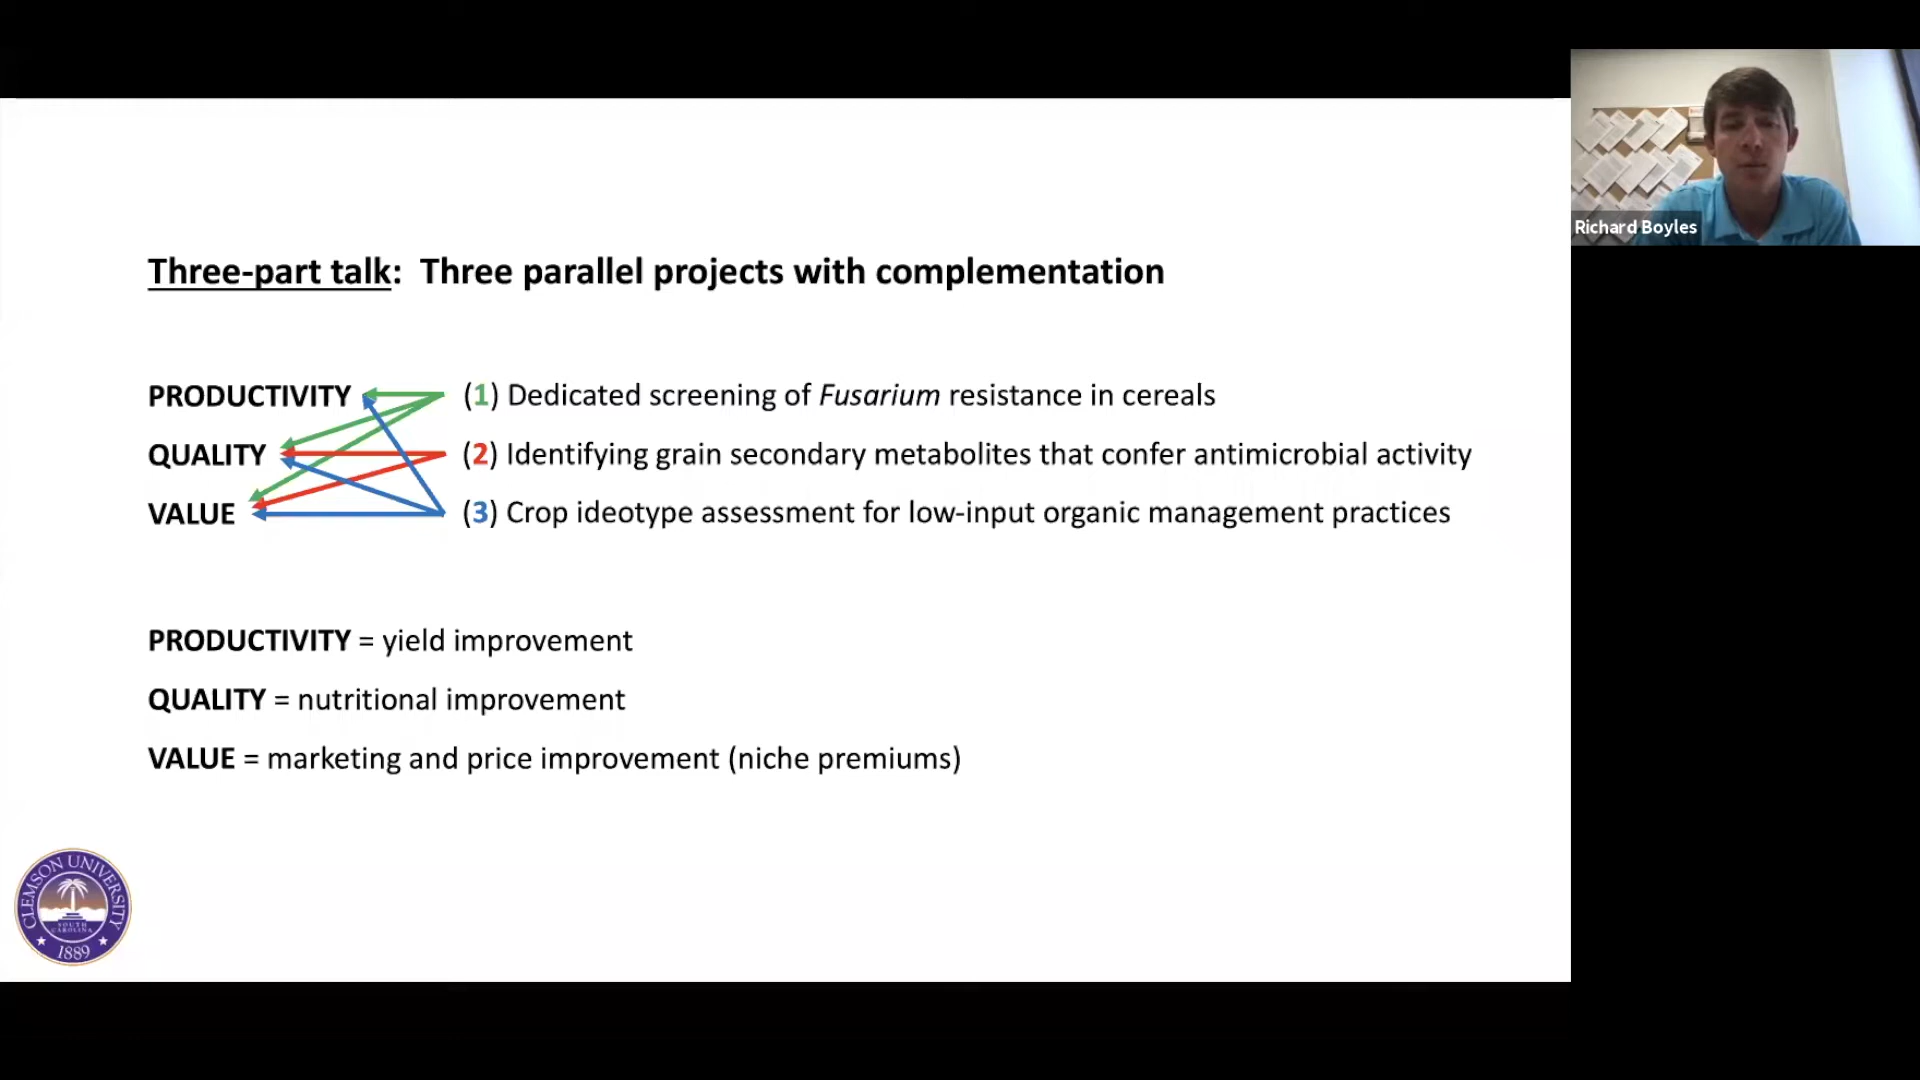 Richard Boyles
Three-part talk: Three parallel projects with complementation
PRODUCTIVITY (1) Dedicated screening of Fusarium resistance in cereals
QUALITY (2) Identifying grain secondary metabolites that confer antimicrobial activity
VALUE (3) Crop ideotype assessment for low-input organic management practices
PRODUCTIVITY = yield improvement
QUALITY = nutritional improvement
VALUE = marketing and price improvement (niche premiums)
CLEMSON UNIVERSITY
SOUTH
CAROLINA
1889